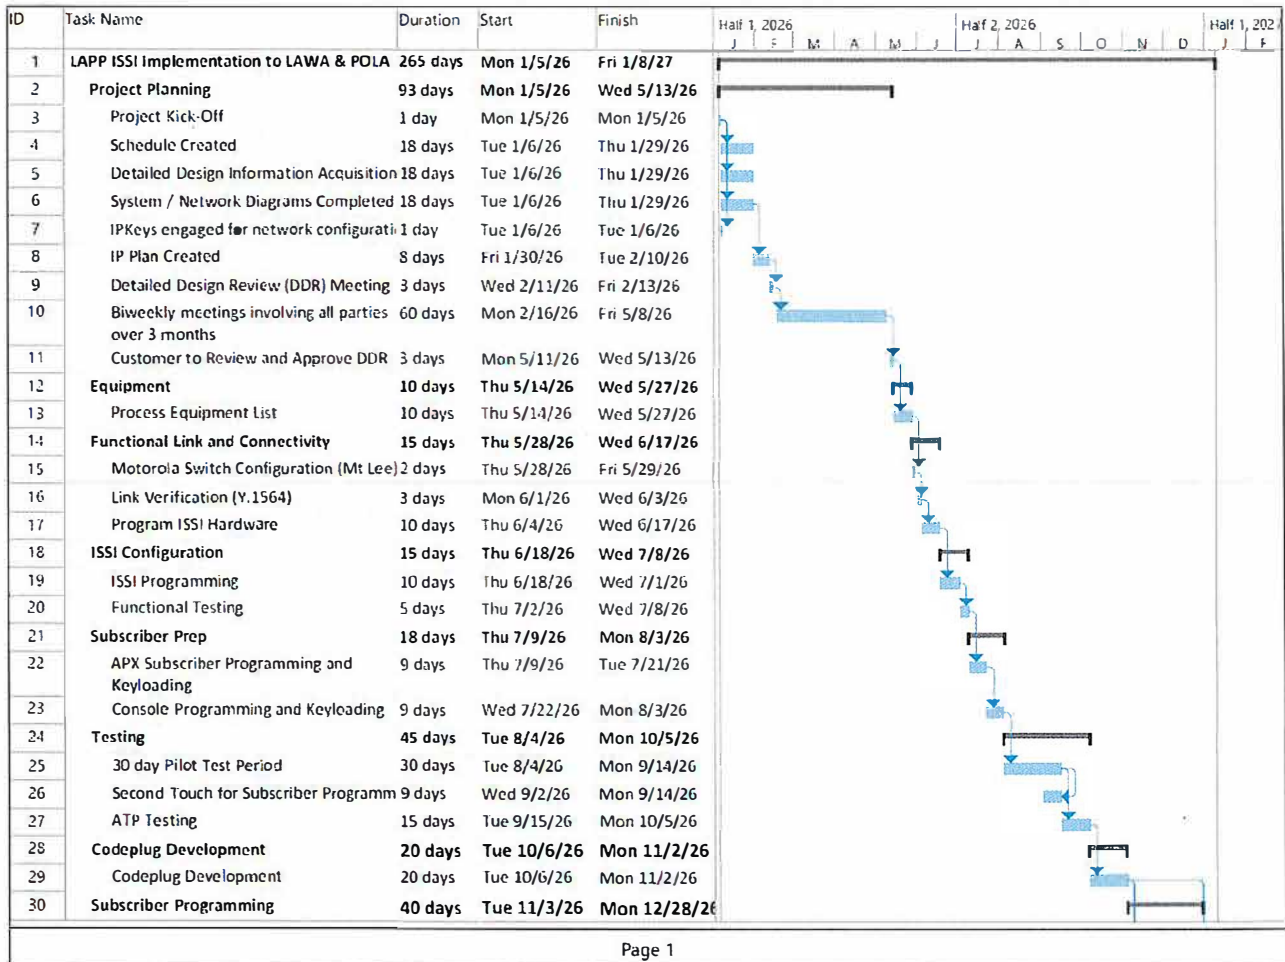 ID Task Name Duration Start Finish Half 1, 2026 Half 2, 2026 Half 1, 202
J F M A M J J A S O N D J F
1 LAPP ISSI Implementation to LAWA & POLA 265 days Mon 1/5/26 Fri 1/8/27
2 Project Planning 93 days Mon 1/5/26 Wed 5/13/26
3 Project Kick-Off 1 day Mon 1/5/26 Mon 1/5/26
4 Schedule Created 18 days Tue 1/6/26 Thu 1/29/26
5 Detailed Design Information Acquisition 18 days Tue 1/6/26 Thu 1/29/26
6 System / Network Diagrams Completed 18 days Tue 1/6/26 Thu 1/29/26
7 IPKeys engaged for network configurati 1 day Tue 1/6/26 Tue 1/6/26
8 IP Plan Created 8 days Fri 1/30/26 Tue 2/10/26
9 Detailed Design Review (DDR) Meeting 3 days Wed 2/11/26 Fri 2/13/26
10 Biweekly meetings involving all parties 60 days Mon 2/16/26 Fri 5/8/26
over 3 months
11 Customer to Review and Approve DDR 3 days Mon 5/11/26 Wed 5/13/26
12 Equipment 10 days Thu 5/14/26 Wed 5/27/26
13 Process Equipment List 10 days Thu 5/14/26 Wed 5/27/26
14 Functional Link and Connectivity 15 days Thu 5/28/26 Wed 6/17/26
15 Motorola Switch Configuration (Mt Lee) 2 days Thu 5/28/26 Fri 5/29/26
16 Link Verification (Y.1564) 3 days Mon 6/1/26 Wed 6/3/26
17 Program ISSI Hardware 10 days Thu 6/4/26 Wed 6/17/26
18 ISSI Configuration 15 days Thu 6/18/26 Wed 7/8/26
19 ISSI Programming 10 days Thu 6/18/26 Wed 7/1/26
20 Functional Testing 5 days Thu 7/2/26 Wed 7/8/26
21 Subscriber Prep 18 days Thu 7/9/26 Mon 8/3/26
22 APX Subscriber Programming and 9 days Thu 7/9/26 Tue 7/21/26
Keyloading
23 Console Programming and Keyloading 9 days Wed 7/22/26 Mon 8/3/26
24 Testing 45 days Tue 8/4/26 Mon 10/5/26
25 30 day Pilot Test Period 30 days Tue 8/4/26 Mon 9/14/26
26 Second Touch for Subscriber Programm 9 days Wed 9/2/26 Mon 9/14/26
27 ATP Testing 15 days Tue 9/15/26 Mon 10/5/26
28 Codeplug Development 20 days Tue 10/6/26 Mon 11/2/26
29 Codeplug Development 20 days Tue 10/6/26 Mon 11/2/26
30 Subscriber Programming 40 days Tue 11/3/26 Mon 12/28/26
Page 1